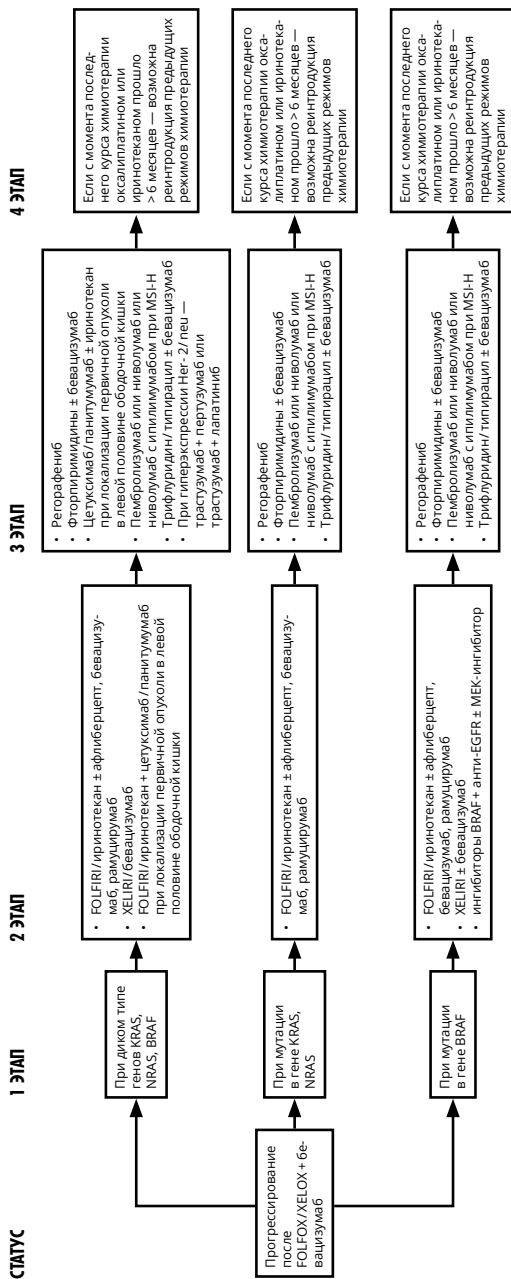 СТАТУС
1 ЭТАП
2 ЭТАП
3 ЭТАП
4 ЭТАП
Прогрессирование
после
FOLFOX/XELOX + бе-
вацизумаб
При диком типе
генов KRAS,
NRAS, BRAF
• FOLFIRI/иринотекан ± афлиберцепт, бевацизу-
маб, рамуцирумаб
• XELIRI/бевацизумаб
• FOLFIRI/иринотекан + цетуксимаб/панитумумаб
при локализации первичной опухоли в левой
половине ободочной кишки
• Регорафениб
• Фторпиримидины ± бевацизумаб
• Цетуксимаб/панитумумаб ± иринотекан
при локализации первичной опухоли
в левой половине ободочной кишки
• Пембролизумаб или ниволумаб или
ниволумаб с ипилимумабом при MSI-H
• Трифлуридин/типирацил ± бевацизумаб
• При гиперэкспрессии Her-2/neu —
трастузумаб + пертузумаб или
трастузумаб + лапатиниб
Если с момента послед-
него курса химиотерапии
оксалиплатином или
иринотеканом прошло
> 6 месяцев — возможна
реинтродукция предыдущих
режимов химиотерапии
При мутации
в гене KRAS,
NRAS
• FOLFIRI/иринотекан ± афлиберцепт, бевацизу-
маб, рамуцирумаб
• Регорафениб
• Фторпиримидины ± бевацизумаб
• Пембролизумаб или ниволумаб или
ниволумаб с ипилимумабом при MSI-H
• Трифлуридин/типирацил ± бевацизумаб
Если с момента последнего
курса химиотерапии окса-
липлатином или иринотека-
ном прошло > 6 месяцев —
возможна реинтродукция
предыдущих режимов
химиотерапии
При мутации
в гене BRAF
• FOLFIRI/иринотекан ± афлиберцепт,
бевацизумаб, рамуцирумаб
• XELIRI ± бевацизумаб
• ингибиторы BRAF + анти-EGFR ± МЕК-ингибитор
• Регорафениб
• Фторпиримидины ± бевацизумаб
• Пембролизумаб или ниволумаб или
ниволумаб с ипилимумабом при MSI-H
• Трифлуридин/типирацил ± бевацизумаб
Если с момента последнего
курса химиотерапии окса-
липлатином или иринотека-
ном прошло > 6 месяцев —
возможна реинтродукция
предыдущих режимов
химиотерапии